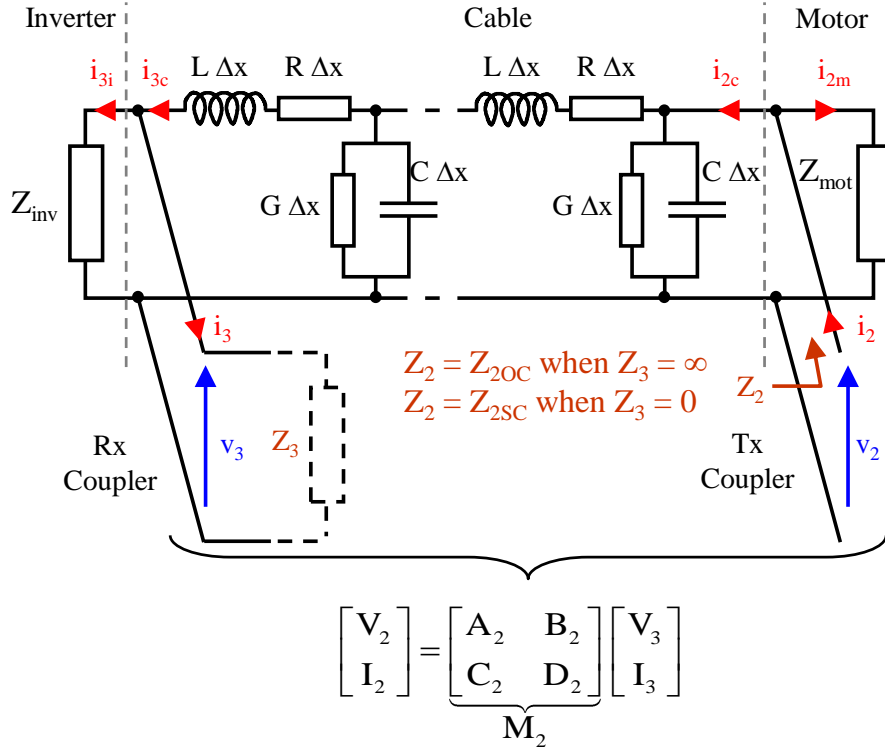 Inverter Cable Motor
i3i i3c L Δx R Δx L Δx R Δx i2c i2m
Zinv G Δx C Δx G Δx C Δx Zmot
i3 i2
Z2 = Z2OC when Z3 = ∞
Z2 = Z2SC when Z3 = 0
Z2
Rx
Coupler
v3 Z3
Tx
Coupler
v2
[V2 I2] = [A2 B2 C2 D2] [V3 I3]
M2